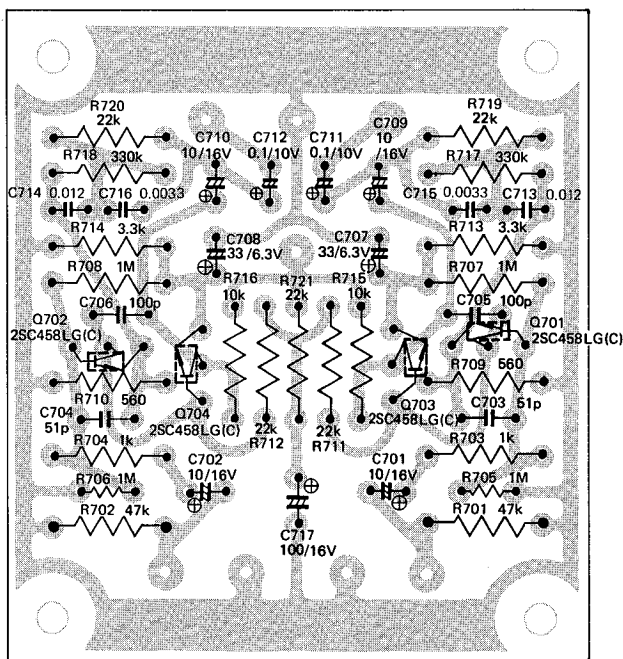 R720
22k
R719
22k
C710
10/16V
C712
0.1/10V
C711
0.1/10V
C709
10
/16V
R718 330k
R717 330k
C714 0.012 C716 0.0033
C715 0.0033 C713 0.012
R714 3.3k
R713 3.3k
C708
33/6.3V
C707
33/6.3V
R708 1M
R716
10k
R721
22k
R715
10k
R707 1M
C706 100p
C705 100p
Q702
2SC458LG(C)
Q701
2SC458LG(C)
R710 560
R709 560
C704
51p
Q704
2SC458LG(C)
22k
R712
22k
R711
Q703
2SC458LG(C)
C703
51p
R704 1k
R703 1k
C702
10/16V
C701
10/16V
R706 1M
R705 1M
R702 47k
R701 47k
C717
100/16V